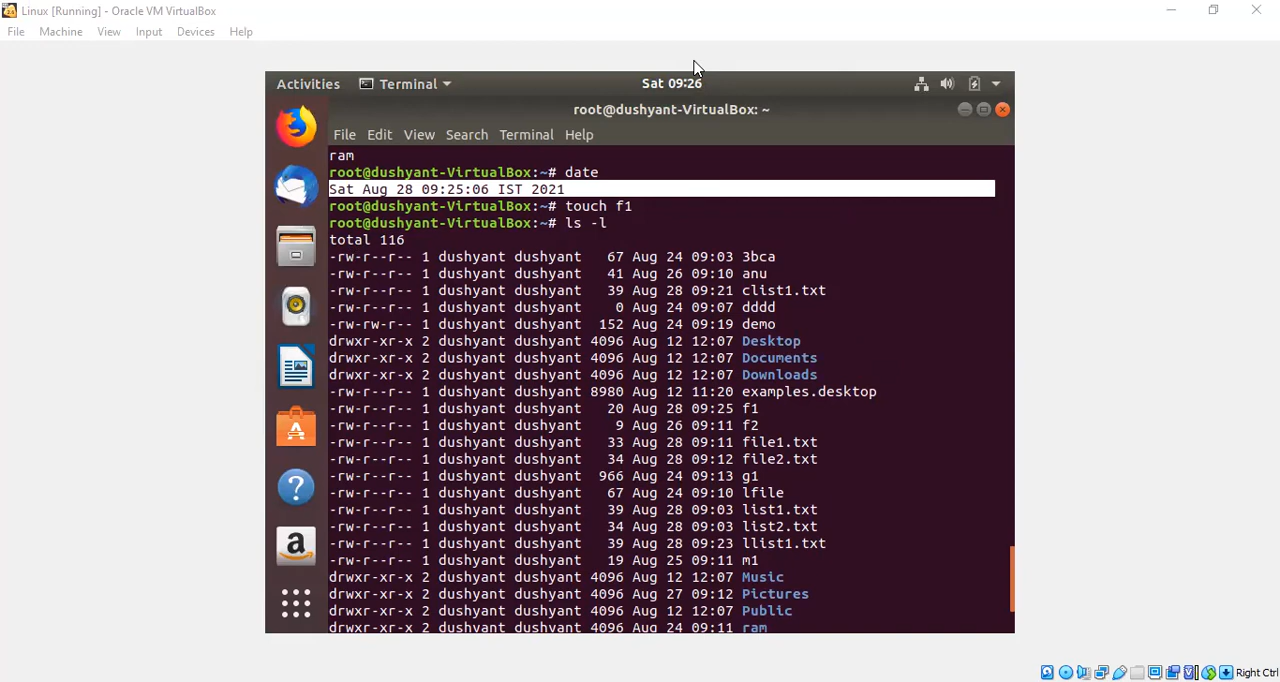 Linux [Running] - Oracle VM VirtualBox
File Machine View Input Devices Help
Activities Terminal Sat 09:26
root@dushyant-VirtualBox: ~
File Edit View Search Terminal Help
ram
root@dushyant-VirtualBox:~# date
Sat Aug 28 09:25:06 IST 2021
root@dushyant-VirtualBox:~# touch f1
root@dushyant-VirtualBox:~# ls -l
total 116
-rw-r--r-- 1 dushyant dushyant   67 Aug 24 09:03 3bca
-rw-r--r-- 1 dushyant dushyant   41 Aug 26 09:10 anu
-rw-r--r-- 1 dushyant dushyant   39 Aug 28 09:21 clist1.txt
-rw-r--r-- 1 dushyant dushyant    0 Aug 24 09:07 dddd
-rw-rw-r-- 1 dushyant dushyant  152 Aug 24 09:19 demo
drwxr-xr-x 2 dushyant dushyant 4096 Aug 12 12:07 Desktop
drwxr-xr-x 2 dushyant dushyant 4096 Aug 12 12:07 Documents
drwxr-xr-x 2 dushyant dushyant 4096 Aug 12 12:07 Downloads
-rw-r--r-- 1 dushyant dushyant 8980 Aug 12 11:20 examples.desktop
-rw-r--r-- 1 dushyant dushyant   20 Aug 28 09:25 f1
-rw-r--r-- 1 dushyant dushyant    9 Aug 26 09:11 f2
-rw-r--r-- 1 dushyant dushyant   33 Aug 28 09:11 file1.txt
-rw-r--r-- 1 dushyant dushyant   34 Aug 28 09:12 file2.txt
-rw-r--r-- 1 dushyant dushyant  966 Aug 24 09:13 g1
-rw-r--r-- 1 dushyant dushyant   67 Aug 24 09:10 lfile
-rw-r--r-- 1 dushyant dushyant   39 Aug 28 09:03 list1.txt
-rw-r--r-- 1 dushyant dushyant   34 Aug 28 09:03 list2.txt
-rw-r--r-- 1 dushyant dushyant   39 Aug 28 09:23 llist1.txt
-rw-r--r-- 1 dushyant dushyant   19 Aug 25 09:11 m1
drwxr-xr-x 2 dushyant dushyant 4096 Aug 12 12:07 Music
drwxr-xr-x 2 dushyant dushyant 4096 Aug 27 09:12 Pictures
drwxr-xr-x 2 dushyant dushyant 4096 Aug 12 12:07 Public
drwxr-xr-x 2 dushyant dushyant 4096 Aug 24 09:11 ram
Right Ctrl